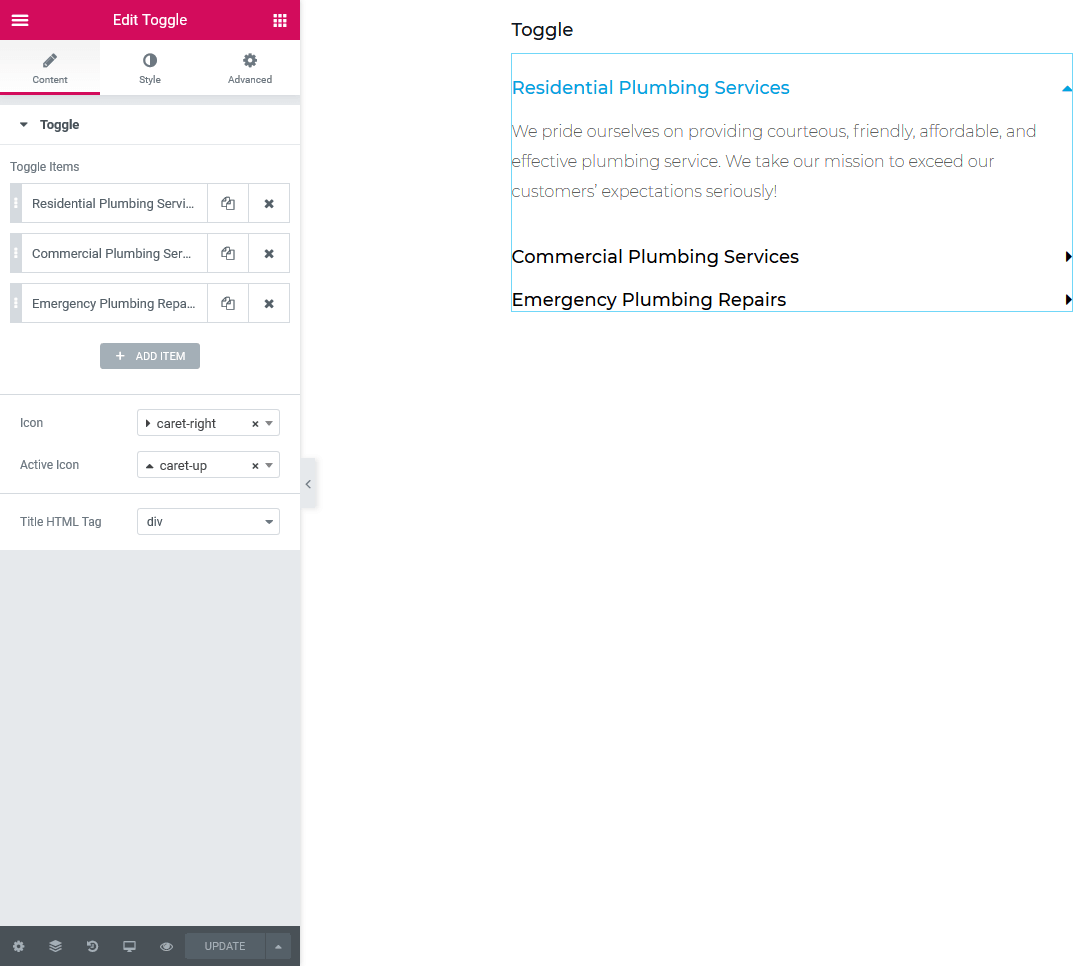 Edit Toggle
Content
Style
Advanced
Toggle
Toggle Items
Residential Plumbing Servi...
Commercial Plumbing Ser...
Emergency Plumbing Repa...
ADD ITEM
Icon
caret-right
Active Icon
caret-up
Title HTML Tag
div
UPDATE
Toggle
Residential Plumbing Services
We pride ourselves on providing courteous, friendly, affordable, and
effective plumbing service. We take our mission to exceed our
customers’ expectations seriously!
Commercial Plumbing Services
Emergency Plumbing Repairs